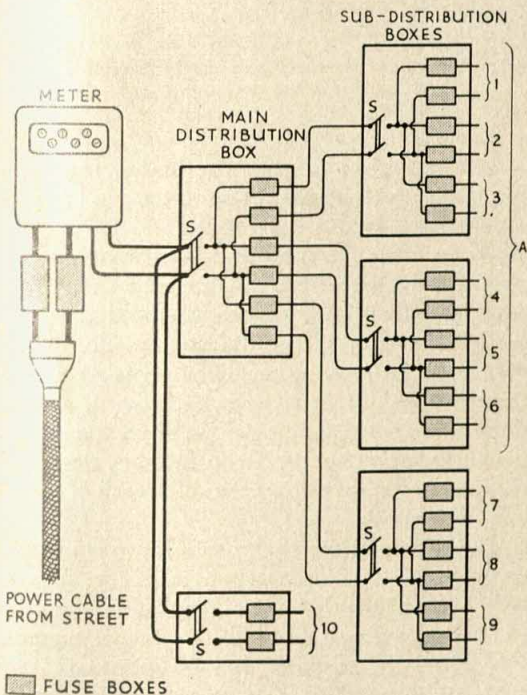 SUB-DISTRIBUTION
BOXES
METER
MAIN
DISTRIBUTION
BOX
S
1
2
3
S
A
S
4
5
6
S
7
8
9
POWER CABLE
FROM STREET
S
10
FUSE BOXES